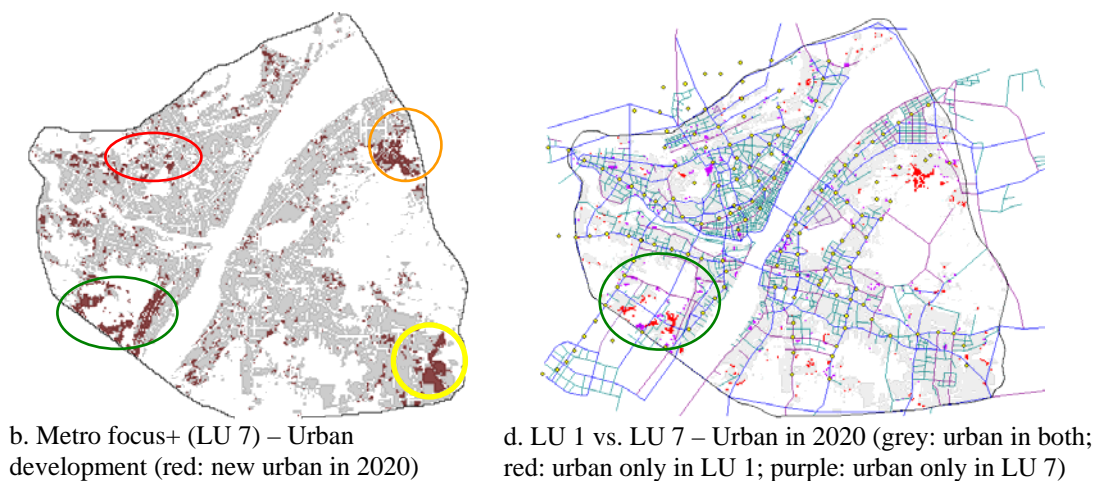 b. Metro focus+ (LU 7) – Urban
development (red: new urban in 2020)
d. LU 1 vs. LU 7 – Urban in 2020 (grey: urban in both;
red: urban only in LU 1; purple: urban only in LU 7)